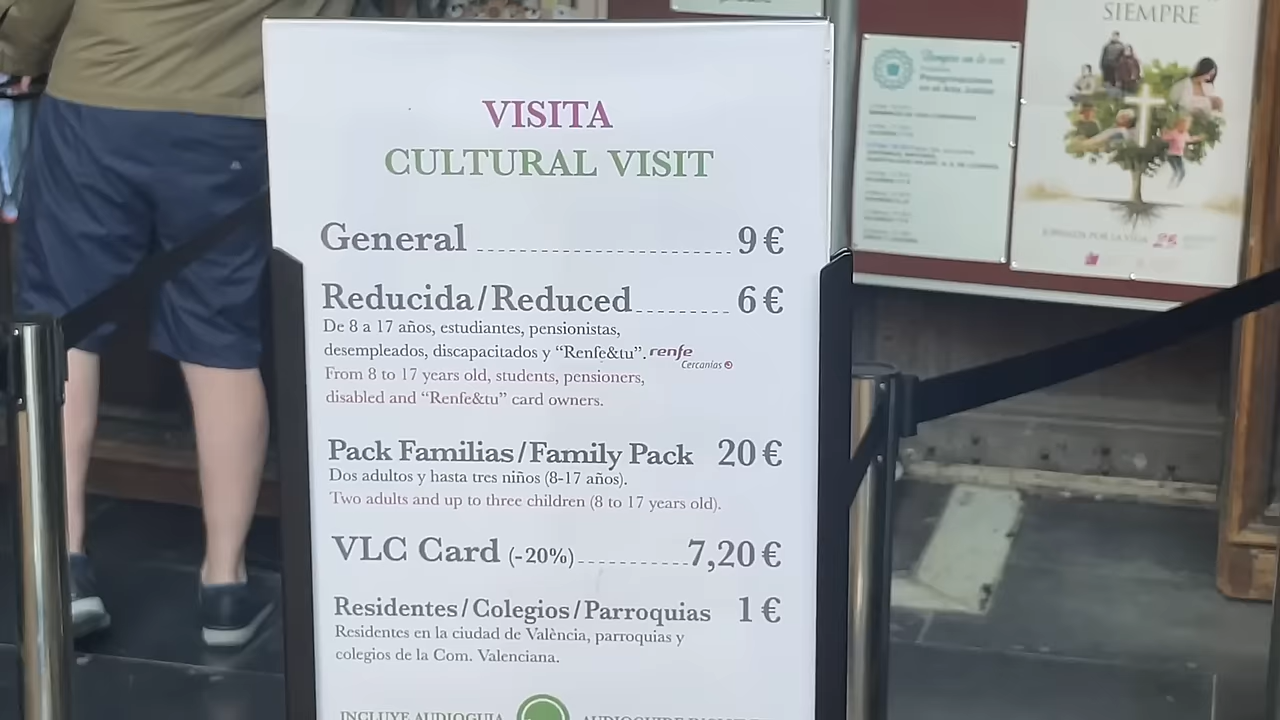 VISITA
CULTURAL VISIT
General 9 €
Reducida/Reduced 6 €
De 8 a 17 años, estudiantes, pensionistas,
desempleados, discapacitados y “Renfe&tu”. renfe
Cercanías
From 8 to 17 years old, students, pensioners,
disabled and “Renfe&tu” card owners.
Pack Familias/Family Pack 20 €
Dos adultos y hasta tres niños (8-17 años).
Two adults and up to three children (8 to 17 years old).
VLC Card (-20%) 7,20 €
Residentes/Colegios/Parroquias 1 €
Residentes en la ciudad de València, parroquias y
colegios de la Com. Valenciana.
INCLUYE AUDIOGUIA
SIEMPRE